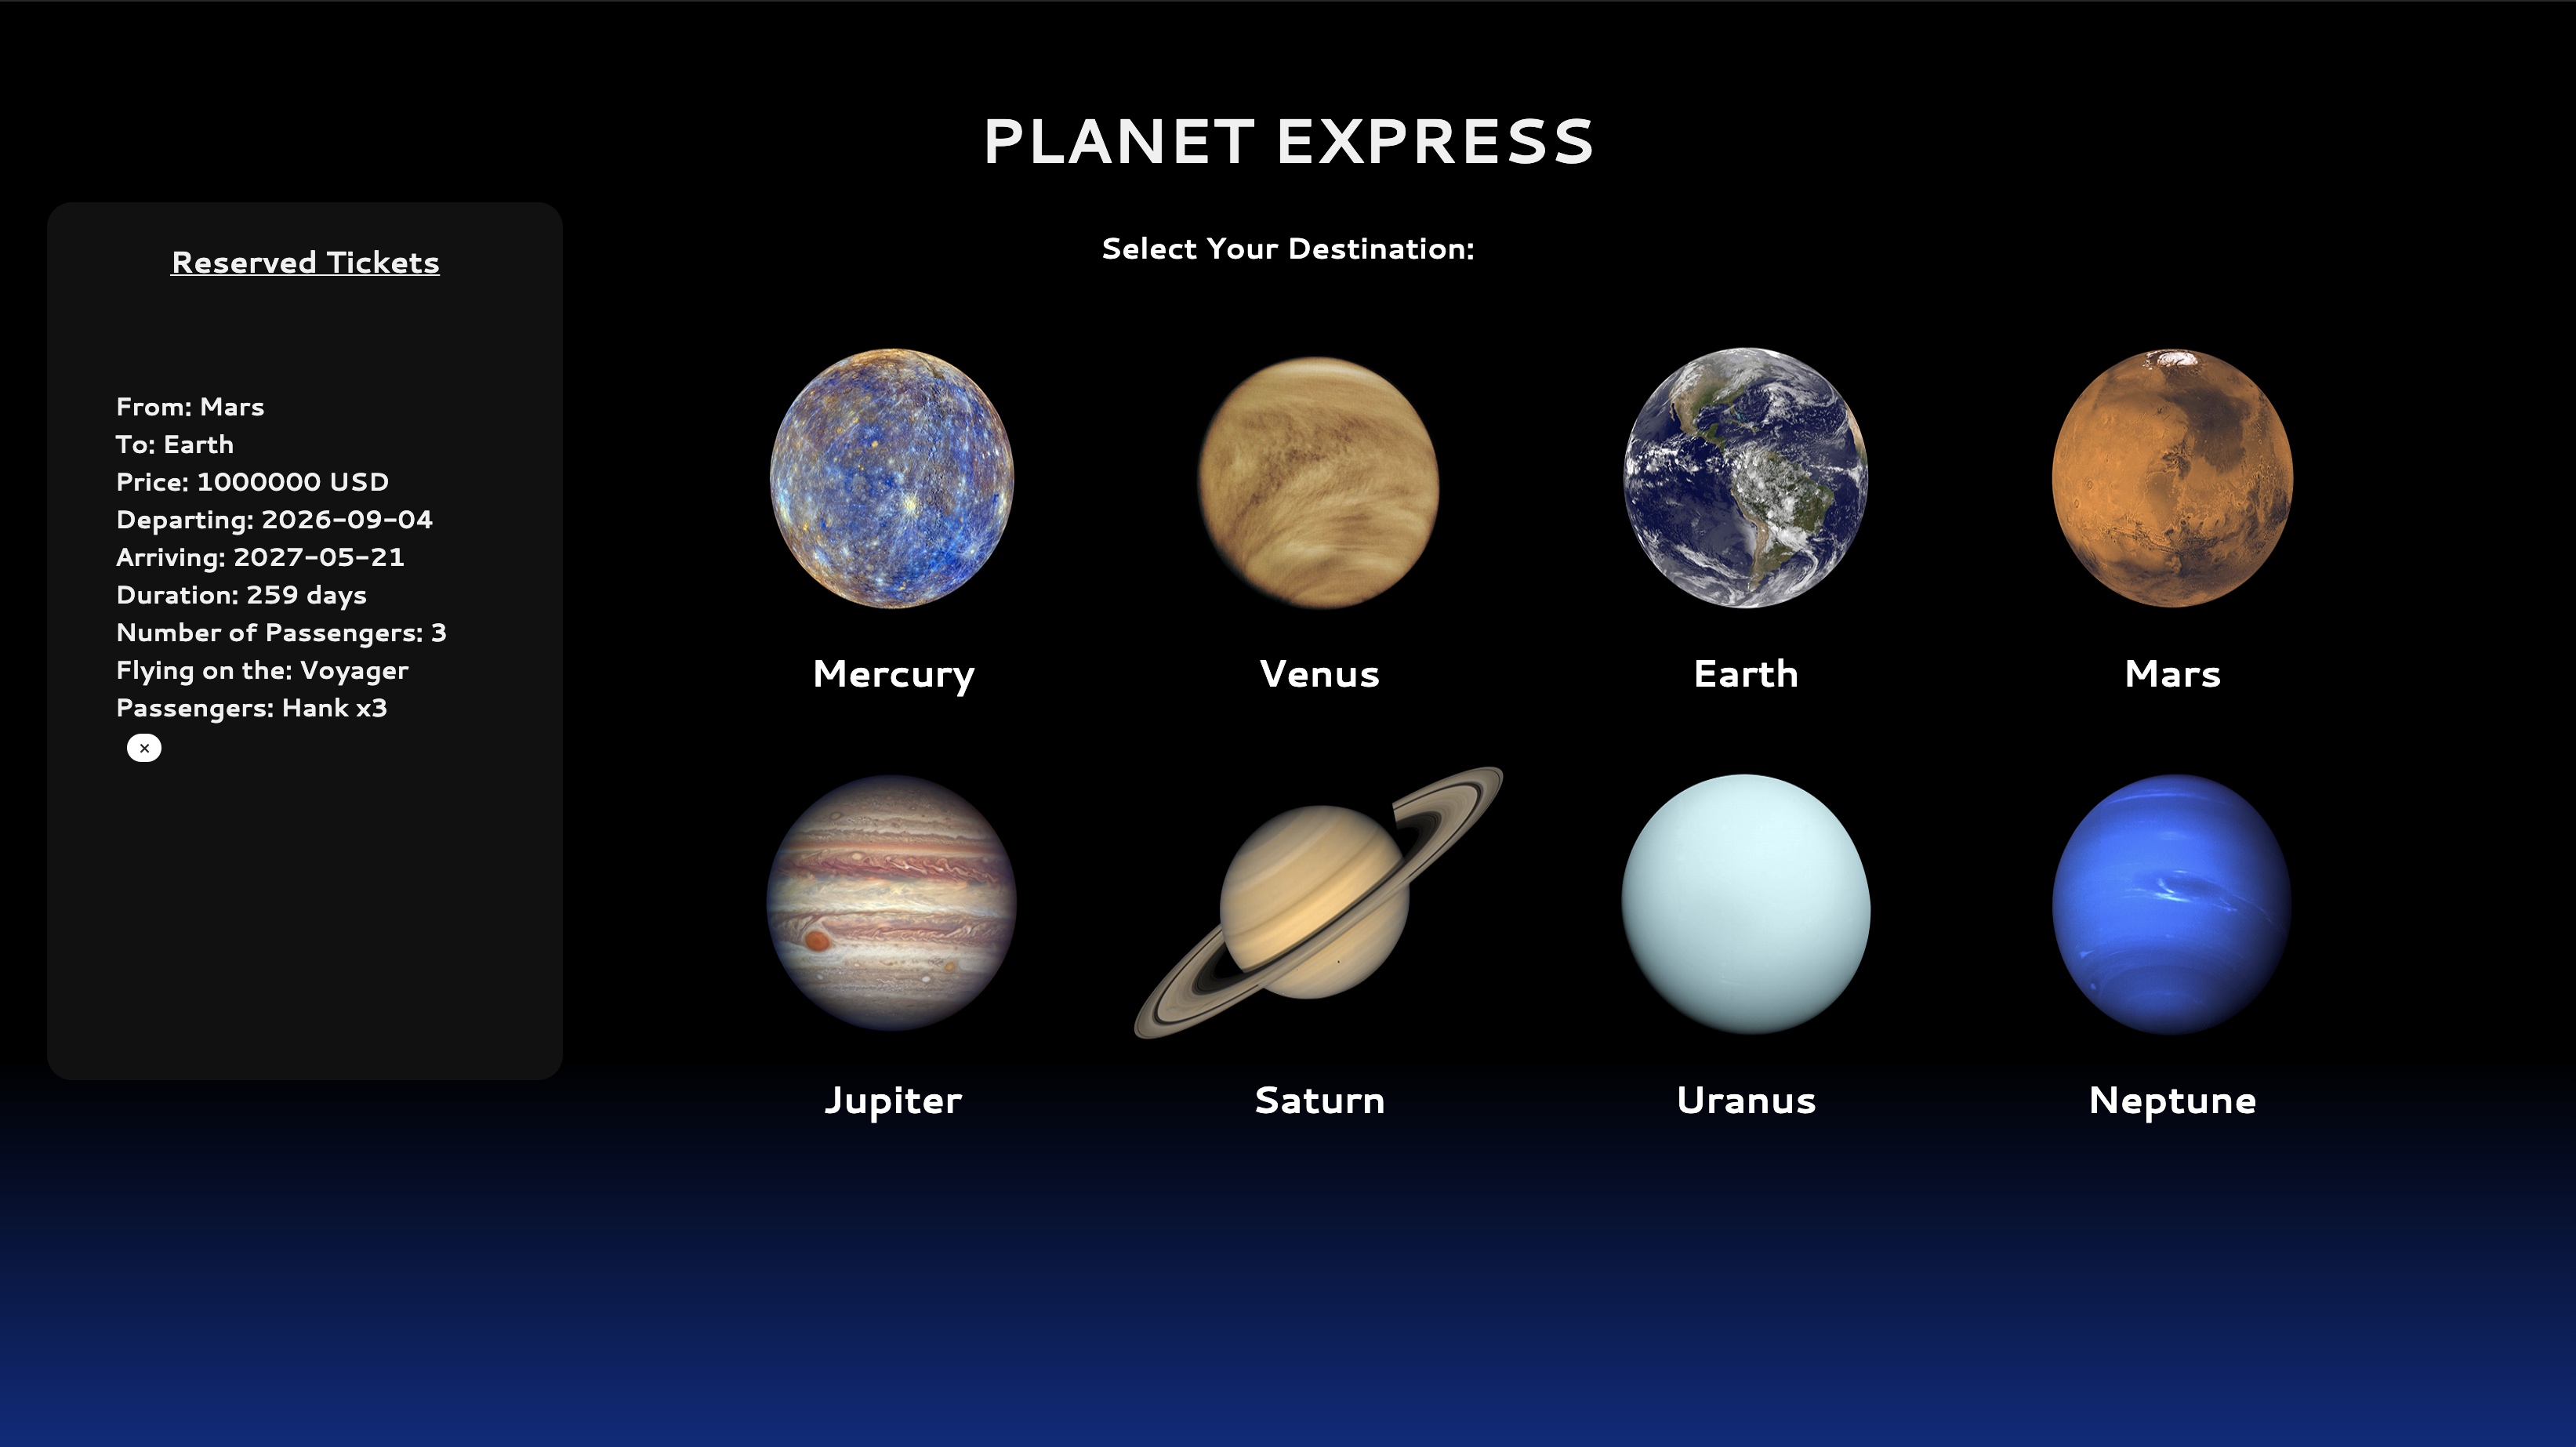 PLANET EXPRESS
Select Your Destination:
Reserved Tickets
From: Mars
To: Earth
Price: 1000000 USD
Departing: 2026-09-04
Arriving: 2027-05-21
Duration: 259 days
Number of Passengers: 3
Flying on the: Voyager
Passengers: Hank x3
×
Mercury
Venus
Earth
Mars
Jupiter
Saturn
Uranus
Neptune